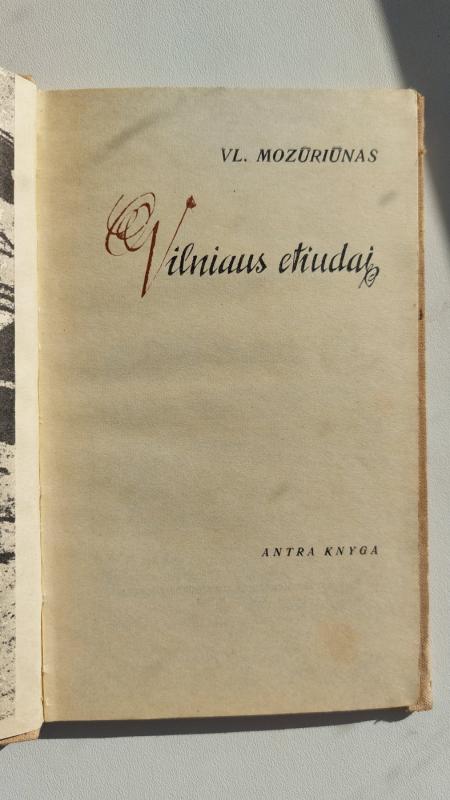 VL. MOZŪRIŪNAS
Vilniaus etiudai
ANTRA KNYGA